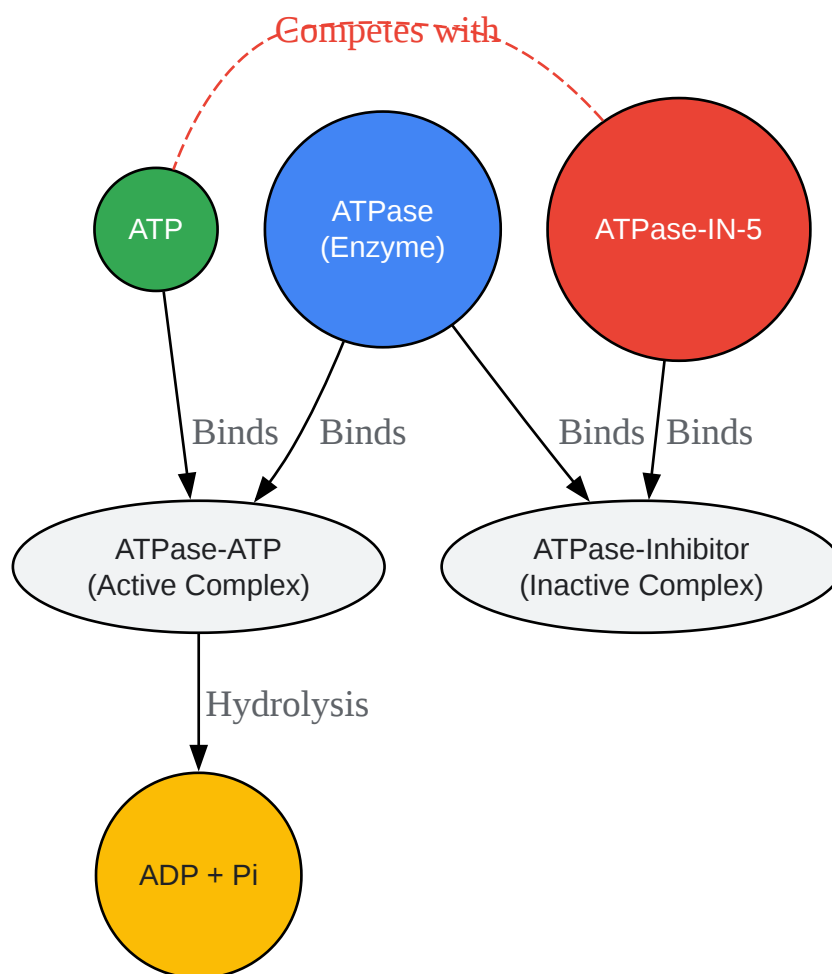 Competes with
ATP
ATPase
(Enzyme)
ATPase-IN-5
Binds
Binds
Binds
Binds
ATPase-ATP
(Active Complex)
ATPase-Inhibitor
(Inactive Complex)
Hydrolysis
ADP + Pi